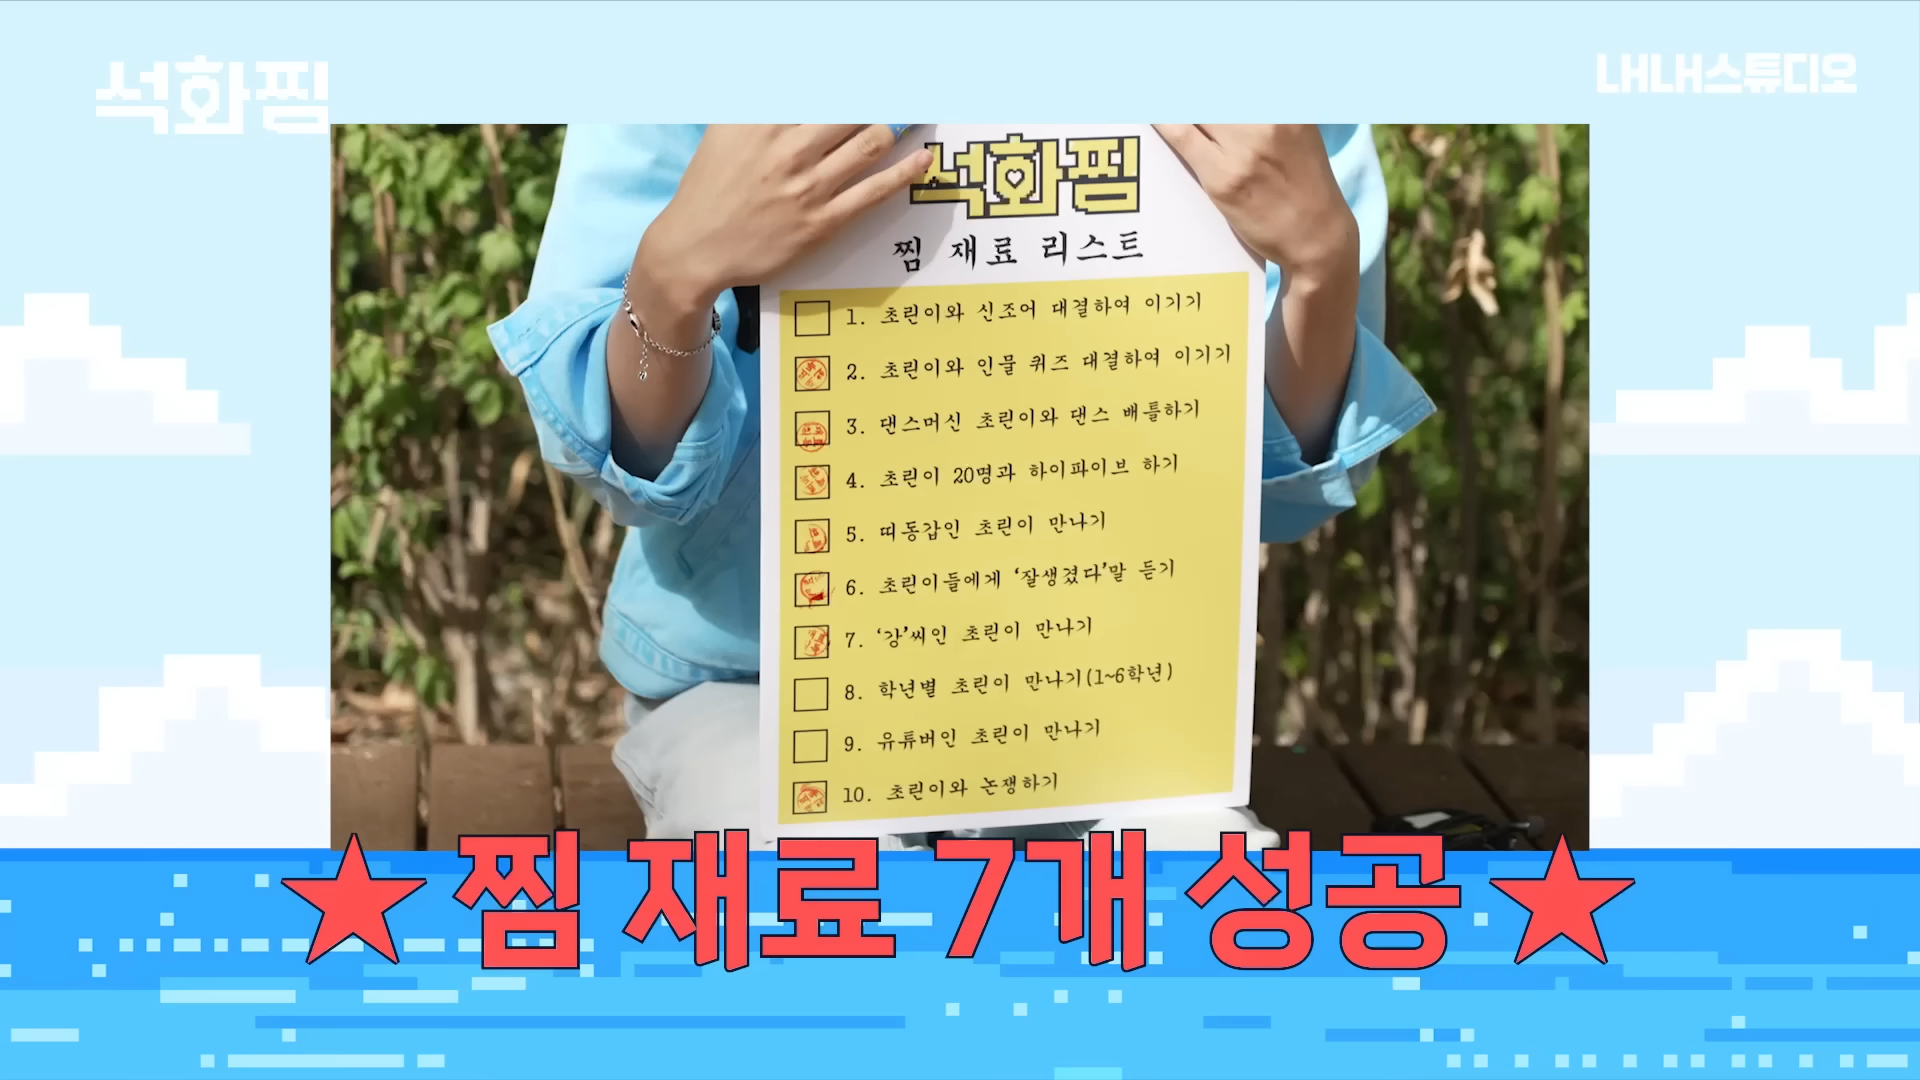 석화찜
내내스튜디오
석화찜
찜 재료 리스트
1. 초린이와 신조어 대결하여 이기기
2. 초린이와 인물 퀴즈 대결하여 이기기
3. 댄스머신 초린이와 댄스 배틀하기
4. 초린이 20명과 하이파이브 하기
5. 띠동갑인 초린이 만나기
6. 초린이들에게 ‘잘생겼다’말 듣기
7. ‘강’씨인 초린이 만나기
8. 학년별 초린이 만나기(1~6학년)
9. 유튜버인 초린이 만나기
10. 초린이와 논쟁하기
★찜 재료 7개 성공★